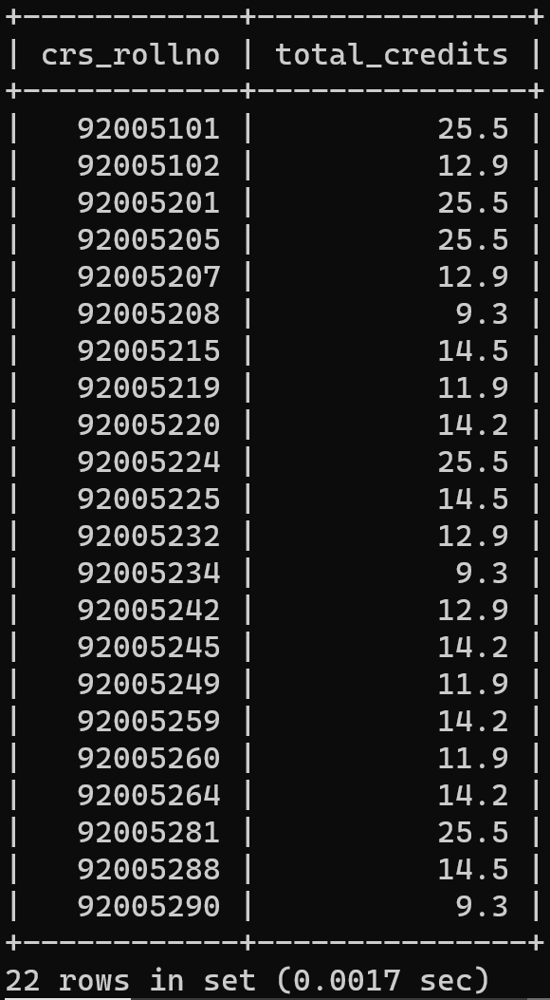 +------------+---------------+
| crs_rollno | total_credits |
+------------+---------------+
|   92005101 |          25.5 |
|   92005102 |          12.9 |
|   92005201 |          25.5 |
|   92005205 |          25.5 |
|   92005207 |          12.9 |
|   92005208 |           9.3 |
|   92005215 |          14.5 |
|   92005219 |          11.9 |
|   92005220 |          14.2 |
|   92005224 |          25.5 |
|   92005225 |          14.5 |
|   92005232 |          12.9 |
|   92005234 |           9.3 |
|   92005242 |          12.9 |
|   92005245 |          14.2 |
|   92005249 |          11.9 |
|   92005259 |          14.2 |
|   92005260 |          11.9 |
|   92005264 |          14.2 |
|   92005281 |          25.5 |
|   92005288 |          14.5 |
|   92005290 |           9.3 |
+------------+---------------+
22 rows in set (0.0017 sec)